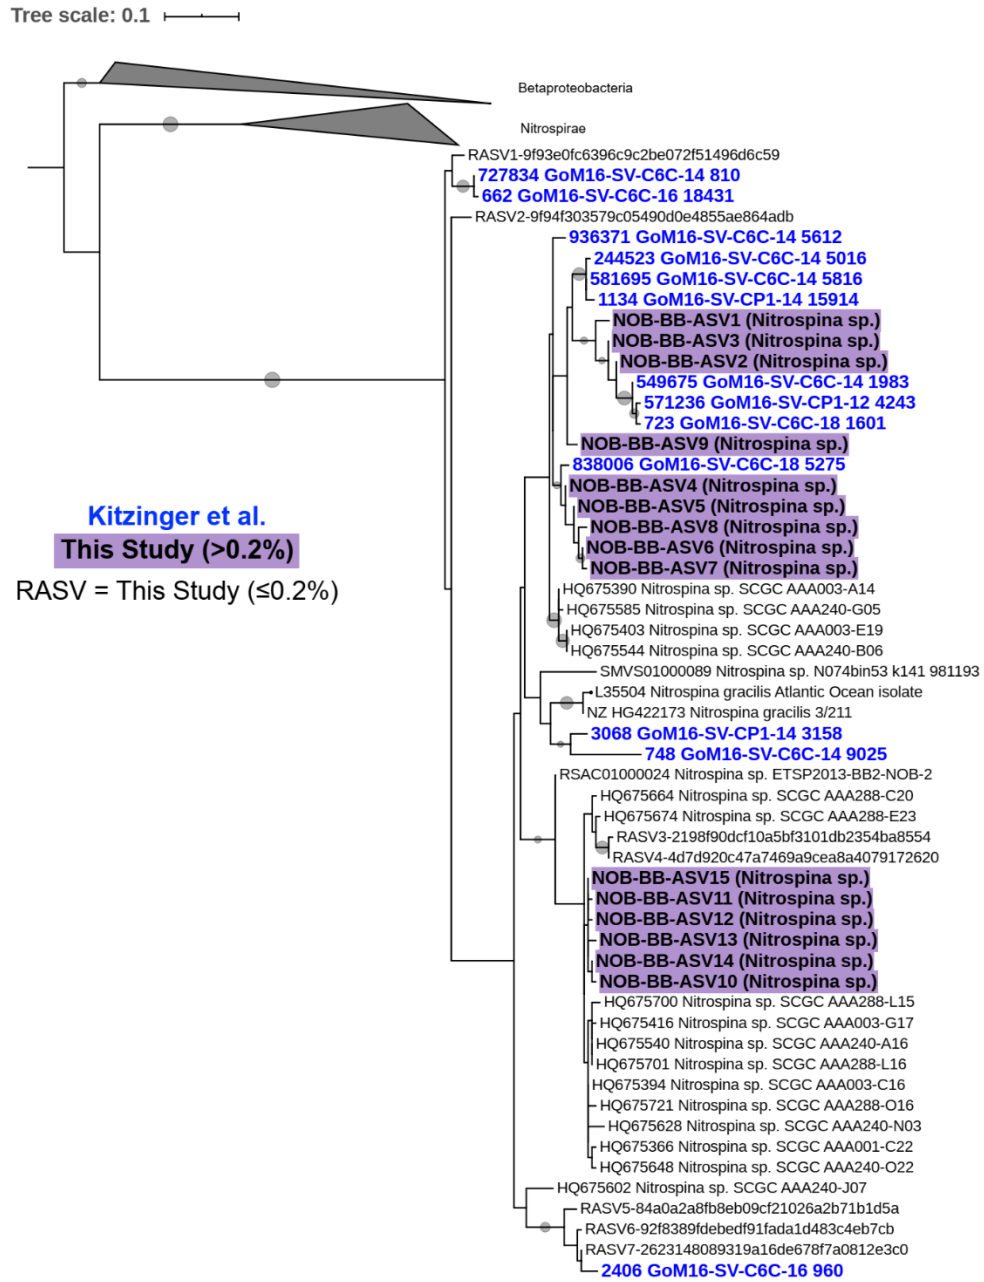 Tree scale: 0.1
Betaproteobacteria
Nitrospirae
RASV1-9f93e0fc6396c9c2be072f51496d6c59
727834 GoM16-SV-C6C-14 810
662 GoM16-SV-C6C-16 18431
RASV2-9f94f303579c05490d0e4855ae864adb
936371 GoM16-SV-C6C-14 5612
244523 GoM16-SV-C6C-14 5016
581695 GoM16-SV-C6C-14 5816
1134 GoM16-SV-CP1-14 15914
NOB-BB-ASV1 (Nitrospina sp.)
NOB-BB-ASV3 (Nitrospina sp.)
NOB-BB-ASV2 (Nitrospina sp.)
549675 GoM16-SV-C6C-14 1983
571236 GoM16-SV-CP1-12 4243
723 GoM16-SV-C6C-18 1601
NOB-BB-ASV9 (Nitrospina sp.)
838006 GoM16-SV-C6C-18 5275
NOB-BB-ASV4 (Nitrospina sp.)
NOB-BB-ASV5 (Nitrospina sp.)
NOB-BB-ASV8 (Nitrospina sp.)
NOB-BB-ASV6 (Nitrospina sp.)
NOB-BB-ASV7 (Nitrospina sp.)
HQ675390 Nitrospina sp. SCGC AAA003-A14
HQ675585 Nitrospina sp. SCGC AAA240-G05
HQ675403 Nitrospina sp. SCGC AAA003-E19
HQ675544 Nitrospina sp. SCGC AAA240-B06
SMVS01000089 Nitrospina sp. N074bin53 k141 981193
L35504 Nitrospina gracilis Atlantic Ocean isolate
NZ HG422173 Nitrospina gracilis 3/211
3068 GoM16-SV-CP1-14 3158
748 GoM16-SV-C6C-14 9025
RSAC01000024 Nitrospina sp. ETSP2013-BB2-NOB-2
HQ675664 Nitrospina sp. SCGC AAA288-C20
HQ675674 Nitrospina sp. SCGC AAA288-E23
RASV3-2198f90dcf10a5bf3101db2354ba8554
RASV4-4d7d920c47a7469a9cea8a4079172620
NOB-BB-ASV15 (Nitrospina sp.)
NOB-BB-ASV11 (Nitrospina sp.)
NOB-BB-ASV12 (Nitrospina sp.)
NOB-BB-ASV13 (Nitrospina sp.)
NOB-BB-ASV14 (Nitrospina sp.)
NOB-BB-ASV10 (Nitrospina sp.)
HQ675700 Nitrospina sp. SCGC AAA288-L15
HQ675416 Nitrospina sp. SCGC AAA003-G17
HQ675540 Nitrospina sp. SCGC AAA240-A16
HQ675701 Nitrospina sp. SCGC AAA288-L16
HQ675394 Nitrospina sp. SCGC AAA003-C16
HQ675721 Nitrospina sp. SCGC AAA288-O16
HQ675628 Nitrospina sp. SCGC AAA240-N03
HQ675366 Nitrospina sp. SCGC AAA001-C22
HQ675648 Nitrospina sp. SCGC AAA240-O22
HQ675602 Nitrospina sp. SCGC AAA240-J07
RASV5-84a0a2a8fb8eb09cf21026a2b71b1d5a
RASV6-92f8389fdebedf91fada1d483c4eb7cb
RASV7-2623148089319a16de678f7a0812e3c0
2406 GoM16-SV-C6C-16 960
Kitzinger et al.
This Study (>0.2%)
RASV = This Study (≤0.2%)